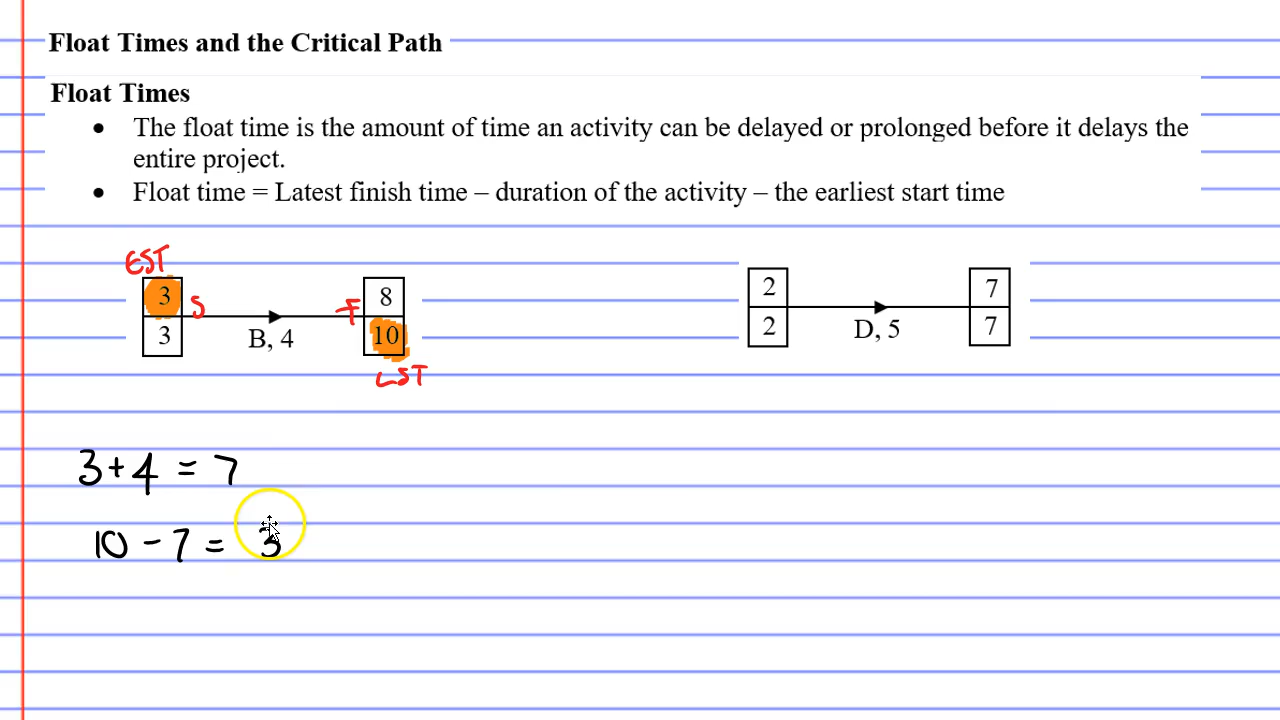 Float Times and the Critical Path
Float Times
• The float time is the amount of time an activity can be delayed or prolonged before it delays the
entire project.
• Float time = Latest finish time – duration of the activity – the earliest start time
EST
3 S
3
B, 4
F 8
10
LST
2
2
D, 5
7
7
3 + 4 = 7
10 - 7 = 3